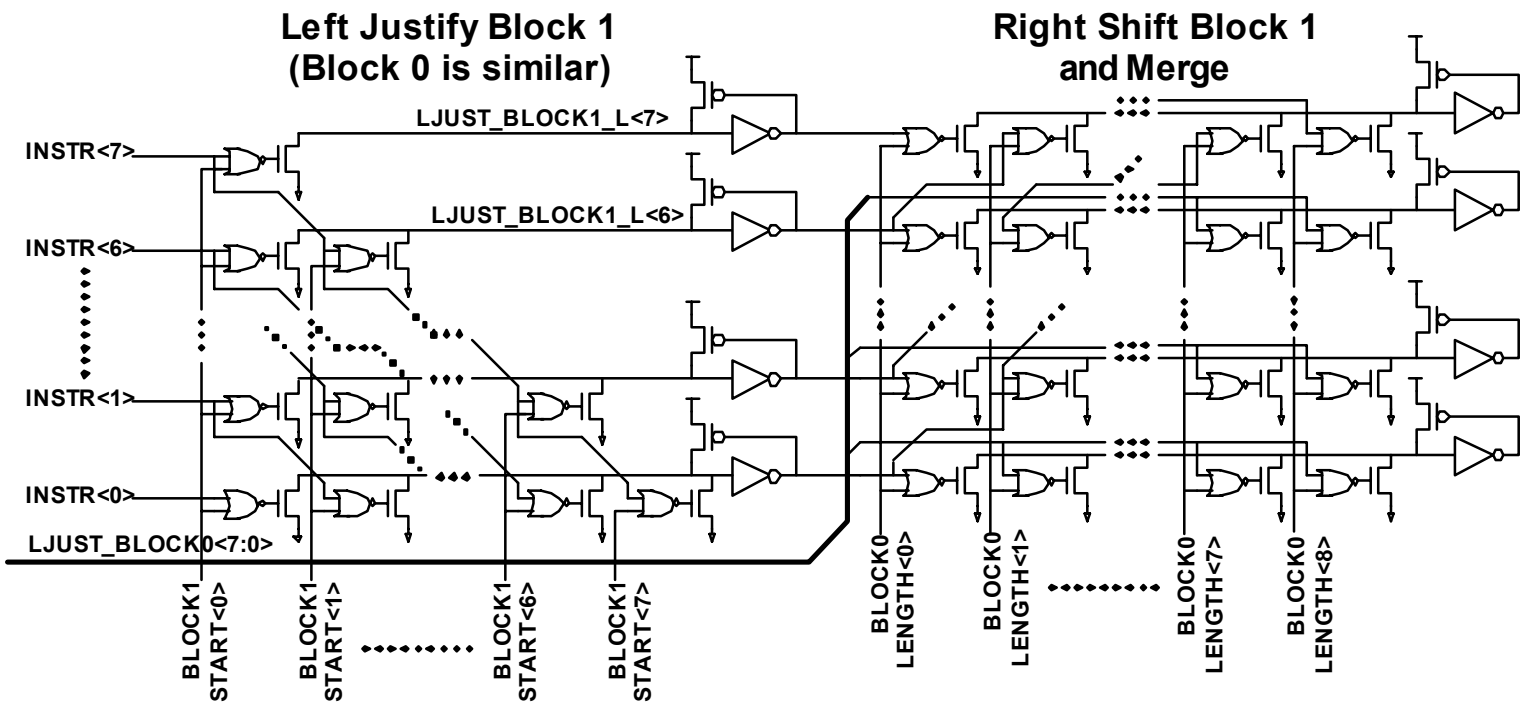 Left Justify Block 1
(Block 0 is similar)
Right Shift Block 1
and Merge
LJUST_BLOCK1_L<7>
INSTR<7>
LJUST_BLOCK1_L<6>
INSTR<6>
INSTR<1>
INSTR<0>
LJUST_BLOCK0<7:0>
BLOCK1
START<0>
BLOCK1
START<1>
BLOCK1
START<6>
BLOCK1
START<7>
BLOCK0
LENGTH<0>
BLOCK0
LENGTH<1>
BLOCK0
LENGTH<7>
BLOCK0
LENGTH<8>